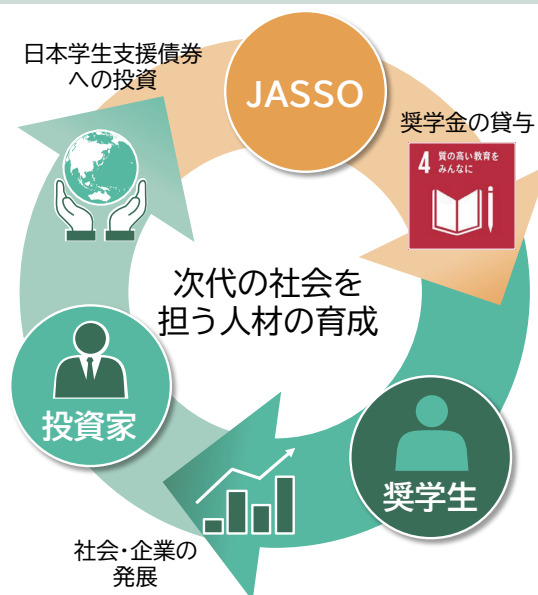 日本学生支援債券
への投資
JASSO
奨学金の貸与
4 質の高い教育を
みんなに
次代の社会を
担う人材の育成
投資家
奨学生
社会・企業の
発展